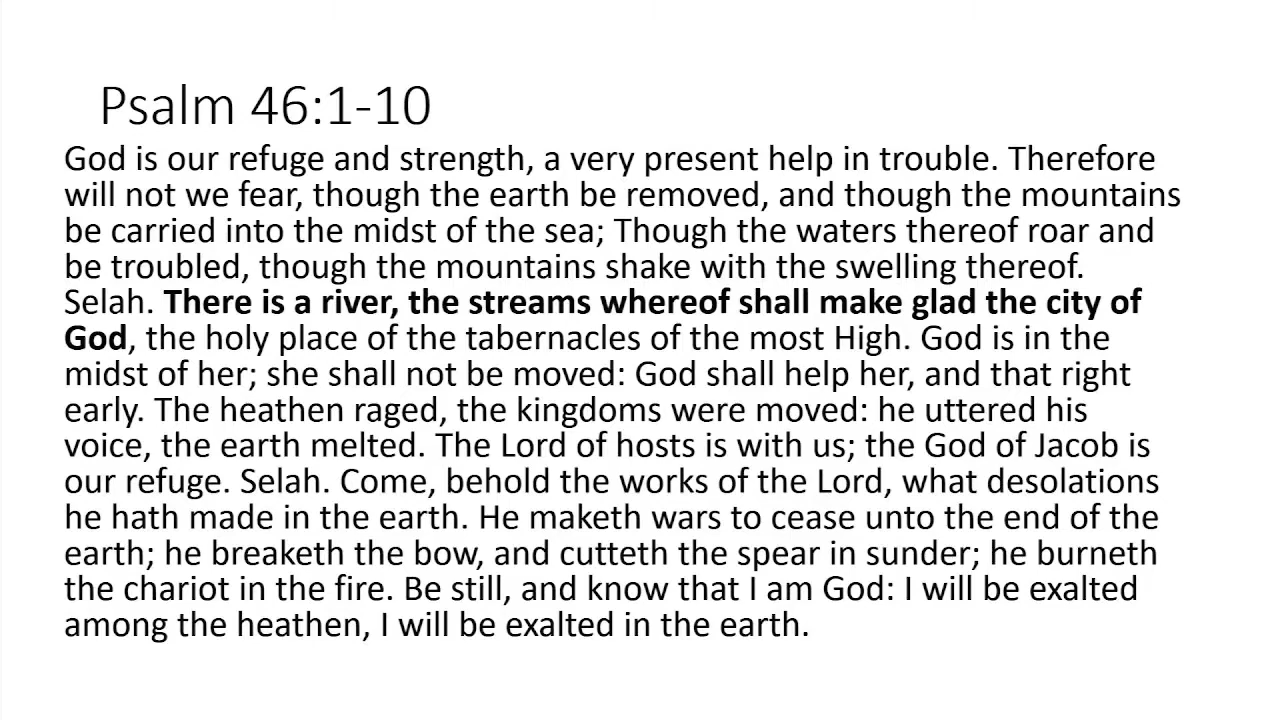 Psalm 46:1-10
God is our refuge and strength, a very present help in trouble. Therefore
will not we fear, though the earth be removed, and though the mountains
be carried into the midst of the sea; Though the waters thereof roar and
be troubled, though the mountains shake with the swelling thereof.
Selah. There is a river, the streams whereof shall make glad the city of
God, the holy place of the tabernacles of the most High. God is in the
midst of her; she shall not be moved: God shall help her, and that right
early. The heathen raged, the kingdoms were moved: he uttered his
voice, the earth melted. The Lord of hosts is with us; the God of Jacob is
our refuge. Selah. Come, behold the works of the Lord, what desolations
he hath made in the earth. He maketh wars to cease unto the end of the
earth; he breaketh the bow, and cutteth the spear in sunder; he burneth
the chariot in the fire. Be still, and know that I am God: I will be exalted
among the heathen, I will be exalted in the earth.